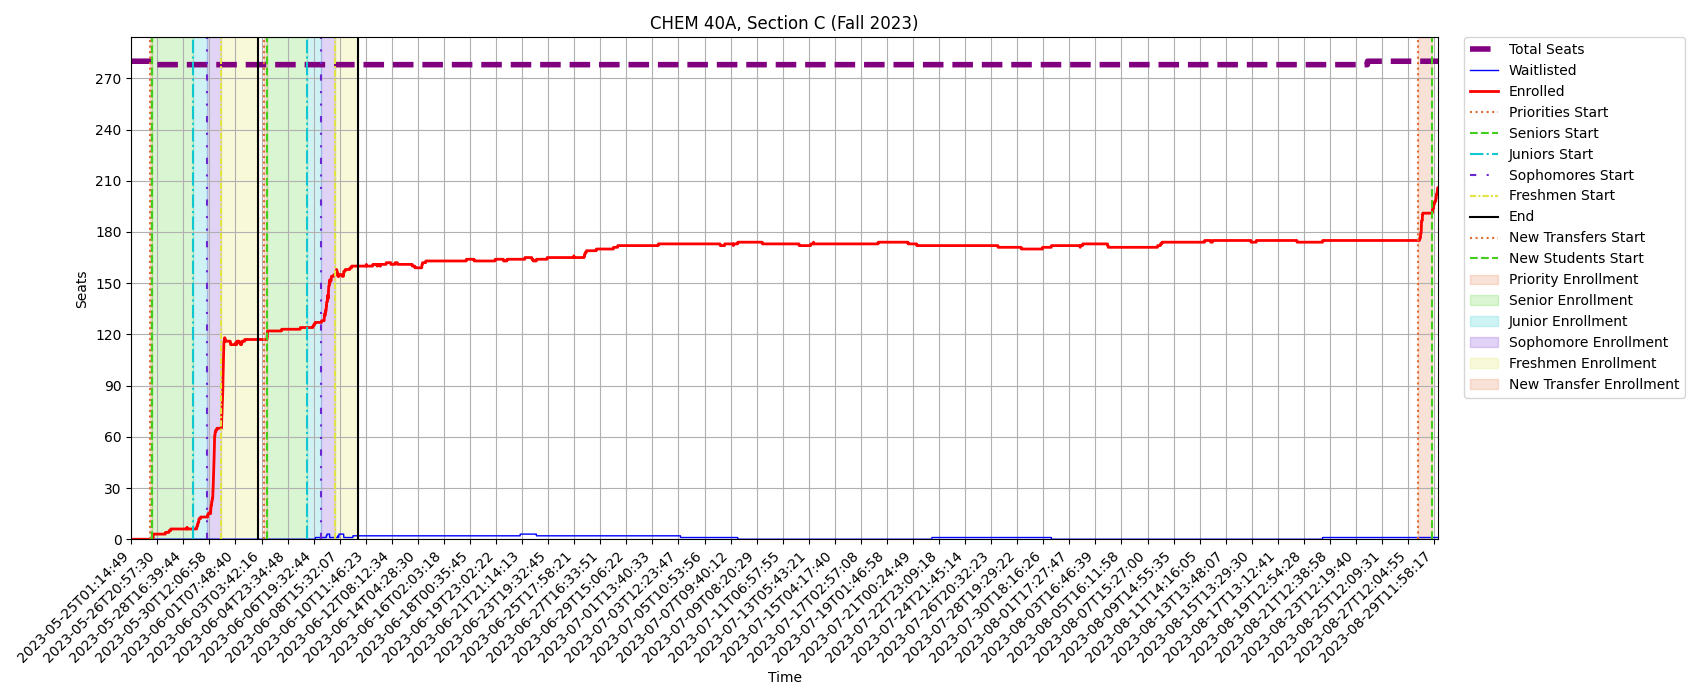 CHEM 40A, Section C (Fall 2023)
Seats
270
240
210
180
150
120
90
60
30
0
2023-05-25T01:14:49
2023-05-26T20:57:30
2023-05-28T16:39:44
2023-05-30T12:06:58
2023-06-01T07:48:40
2023-06-03T03:42:16
2023-06-04T23:34:48
2023-06-06T19:32:44
2023-06-08T15:32:07
2023-06-10T11:46:23
2023-06-12T08:12:34
2023-06-14T04:28:30
2023-06-16T02:03:18
2023-06-18T00:35:45
2023-06-19T23:02:22
2023-06-21T21:14:13
2023-06-23T19:32:45
2023-06-25T17:58:21
2023-06-27T16:33:51
2023-06-29T15:06:22
2023-07-01T13:40:33
2023-07-03T12:23:47
2023-07-05T10:53:56
2023-07-07T09:40:12
2023-07-09T08:20:29
2023-07-11T06:57:55
2023-07-13T05:43:21
2023-07-15T04:17:40
2023-07-17T02:57:08
2023-07-19T01:46:58
2023-07-21T00:24:49
2023-07-22T23:09:18
2023-07-24T21:45:14
2023-07-26T20:32:23
2023-07-28T19:29:22
2023-07-30T18:16:26
2023-08-01T17:27:47
2023-08-03T16:46:39
2023-08-05T16:11:58
2023-08-07T15:27:00
2023-08-09T14:55:35
2023-08-11T14:16:05
2023-08-13T13:48:07
2023-08-15T13:29:30
2023-08-17T13:12:41
2023-08-19T12:54:28
2023-08-21T12:38:58
2023-08-23T12:19:40
2023-08-25T12:09:31
2023-08-27T12:04:55
2023-08-29T11:58:17
Time
Total Seats
Waitlisted
Enrolled
Priorities Start
Seniors Start
Juniors Start
Sophomores Start
Freshmen Start
End
New Transfers Start
New Students Start
Priority Enrollment
Senior Enrollment
Junior Enrollment
Sophomore Enrollment
Freshmen Enrollment
New Transfer Enrollment